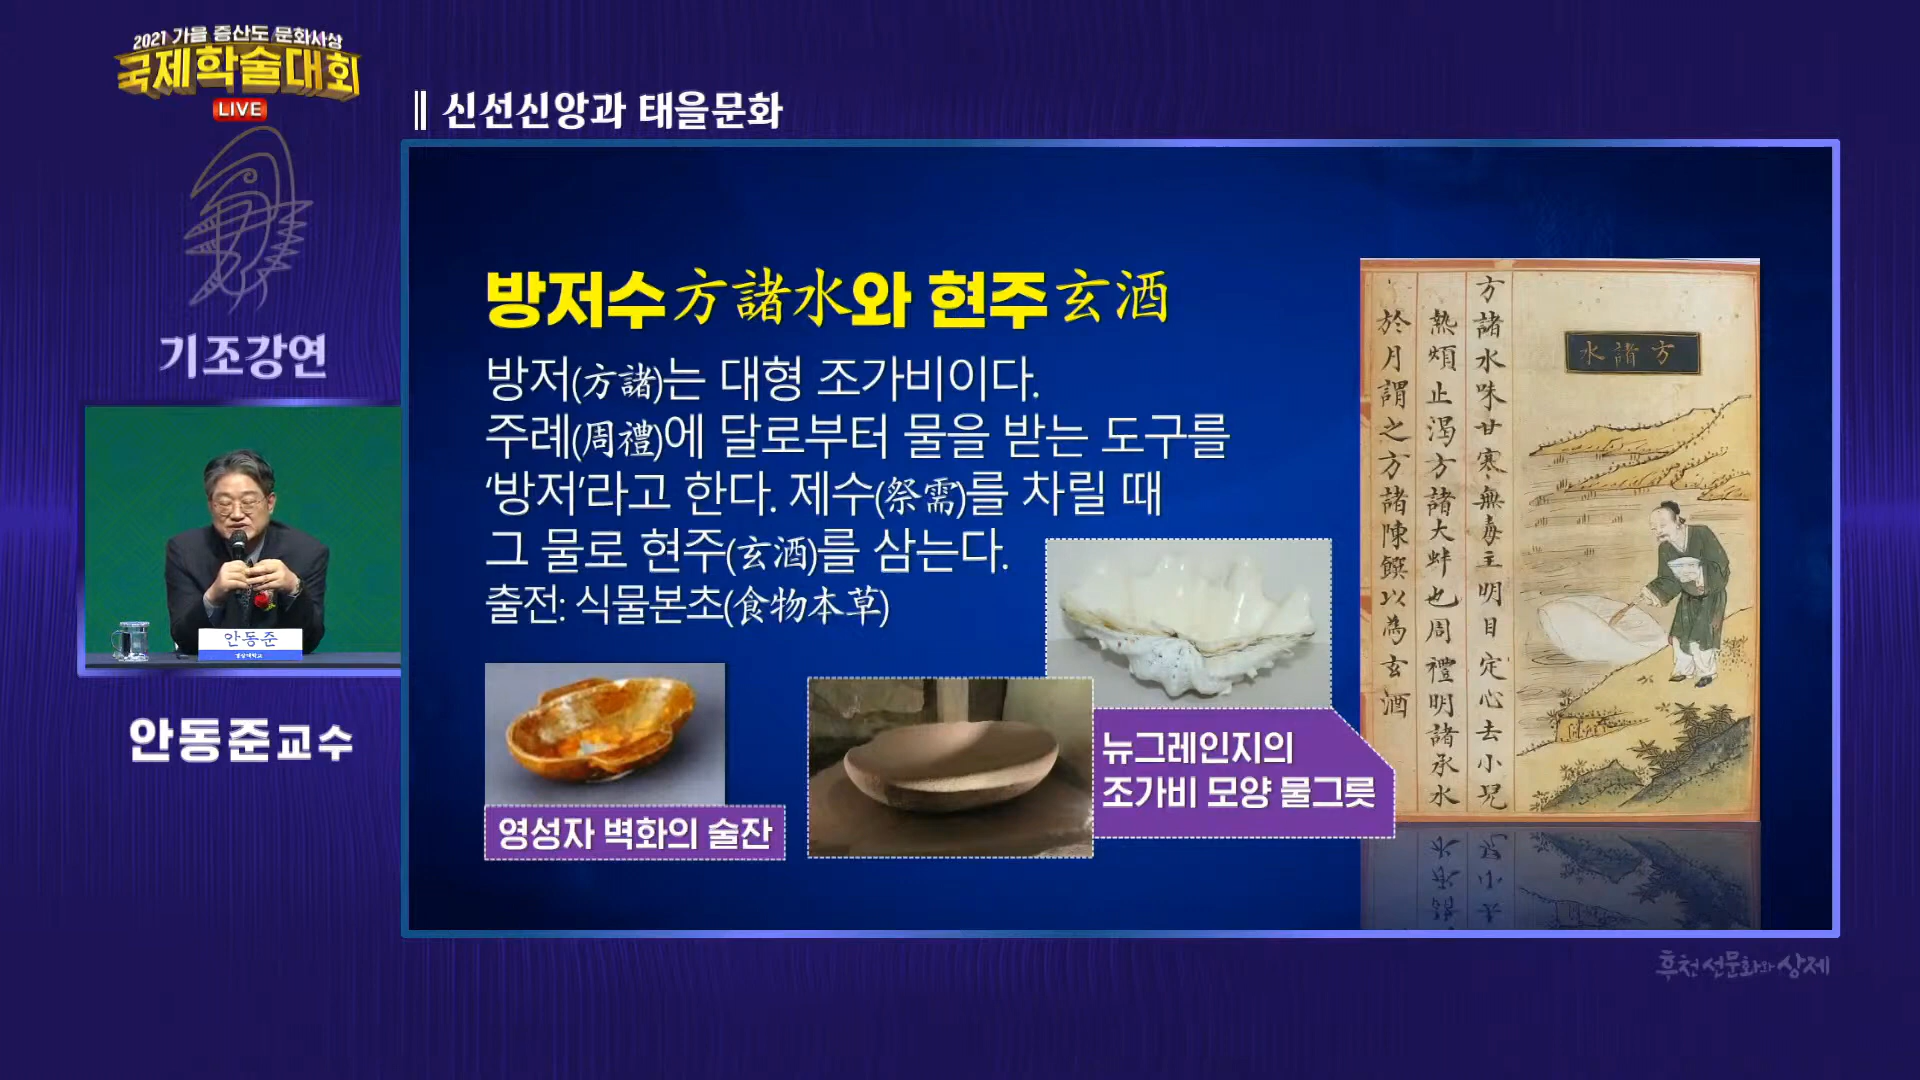 2021 가을 증산도 문화사상
국제학술대회
LIVE
신선신앙과 태을문화
기조강연
안동준
경상대학교
안동준교수
방저수方諸水와 현주玄酒
방저(方諸)는 대형 조가비이다.
주례(周禮)에 달로부터 물을 받는 도구를
‘방저’라고 한다. 제수(祭需)를 차릴 때
그 물로 현주(玄酒)를 삼는다.
출전: 식물본초(食物本草)
영성자 벽화의 술잔
뉴그레인지의
조가비 모양 물그릇
方諸水
方諸水味甘寒無毒主明目定心去小兒
熱煩止渴方諸大蚌也周禮明諸承水
於月謂之方諸陳饌以為玄酒
후천선문화와 상제